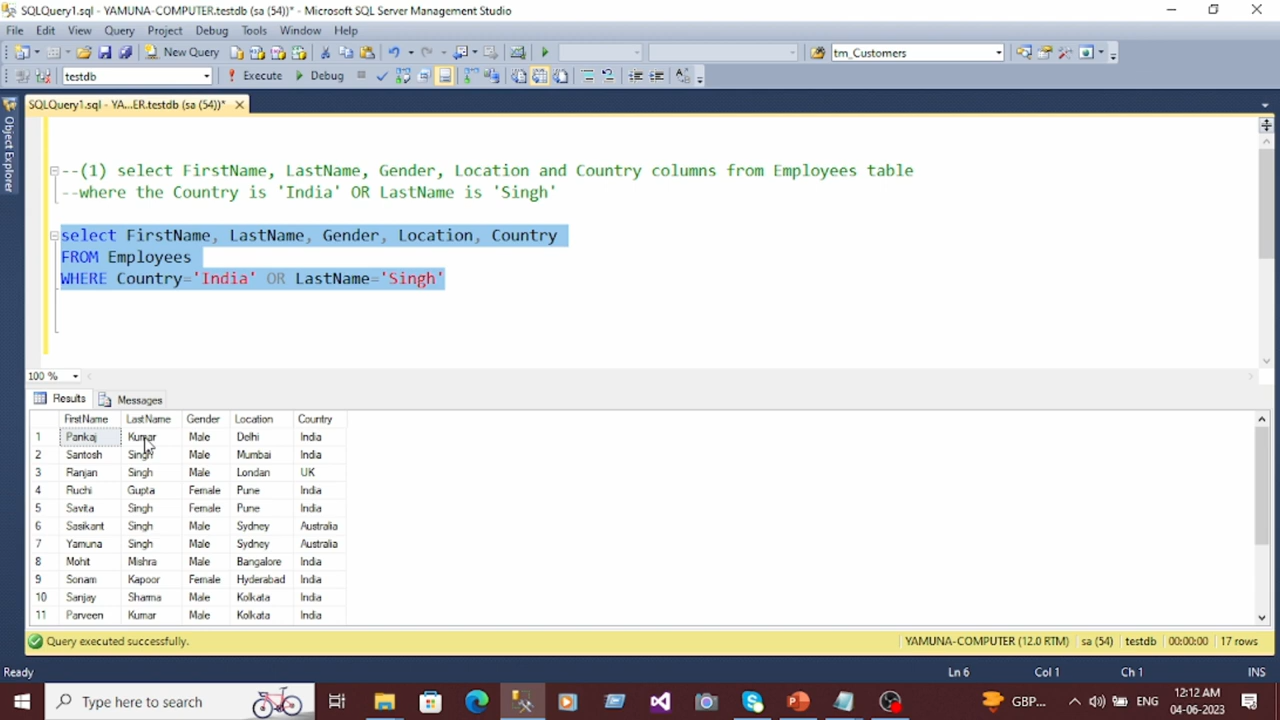 SQLQuery1.sql - YAMUNA-COMPUTER.testdb (sa (54))* - Microsoft SQL Server Management Studio
File Edit View Query Project Debug Tools Window Help
New Query tm_Customers
testdb Execute Debug
SQLQuery1.sql - YA...ER.testdb (sa (54))*
Object Explorer
--(1) select FirstName, LastName, Gender, Location and Country columns from Employees table
--where the Country is 'India' OR LastName is 'Singh'
select FirstName, LastName, Gender, Location, Country
FROM Employees
WHERE Country='India' OR LastName='Singh'
100 %
Results Messages
FirstName LastName Gender Location Country
1 Pankaj Kumar Male Delhi India
2 Santosh Singh Male Mumbai India
3 Ranjan Singh Male Londan UK
4 Ruchi Gupta Female Pune India
5 Savita Singh Female Pune India
6 Sasikant Singh Male Sydney Australia
7 Yamuna Singh Male Sydney Australia
8 Mohit Mishra Male Bangalore India
9 Sonam Kapoor Female Hyderabad India
10 Sanjay Sharma Male Kolkata India
11 Parveen Kumar Male Kolkata India
Query executed successfully. YAMUNA-COMPUTER (12.0 RTM) sa (54) testdb 00:00:00 17 rows
Ready Ln 6 Col 1 Ch 1 INS
Type here to search GBP... ENG 12:12 AM
04-06-2023